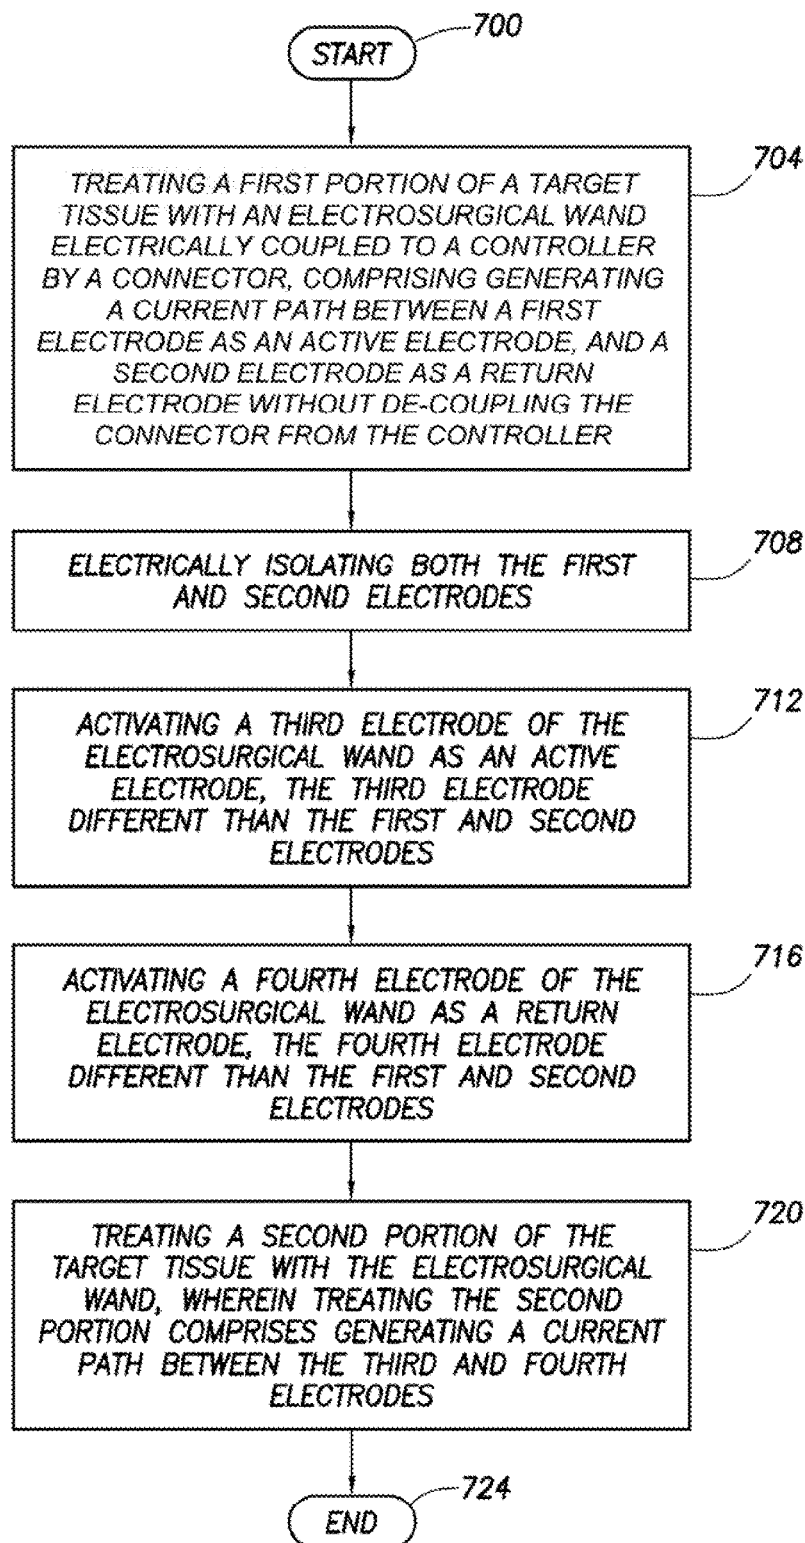 START
700
704
TREATING A FIRST PORTION OF A TARGET
TISSUE WITH AN ELECTROSURGICAL WAND
ELECTRICALLY COUPLED TO A CONTROLLER
BY A CONNECTOR, COMPRISING GENERATING
A CURRENT PATH BETWEEN A FIRST
ELECTRODE AS AN ACTIVE ELECTRODE, AND A
SECOND ELECTRODE AS A RETURN
ELECTRODE WITHOUT DE-COUPLING THE
CONNECTOR FROM THE CONTROLLER
708
ELECTRICALLY ISOLATING BOTH THE FIRST
AND SECOND ELECTRODES
712
ACTIVATING A THIRD ELECTRODE OF THE
ELECTROSURGICAL WAND AS AN ACTIVE
ELECTRODE, THE THIRD ELECTRODE
DIFFERENT THAN THE FIRST AND SECOND
ELECTRODES
716
ACTIVATING A FOURTH ELECTRODE OF THE
ELECTROSURGICAL WAND AS A RETURN
ELECTRODE, THE FOURTH ELECTRODE
DIFFERENT THAN THE FIRST AND SECOND
ELECTRODES
720
TREATING A SECOND PORTION OF THE
TARGET TISSUE WITH THE ELECTROSURGICAL
WAND, WHEREIN TREATING THE SECOND
PORTION COMPRISES GENERATING A CURRENT
PATH BETWEEN THE THIRD AND FOURTH
ELECTRODES
724
END